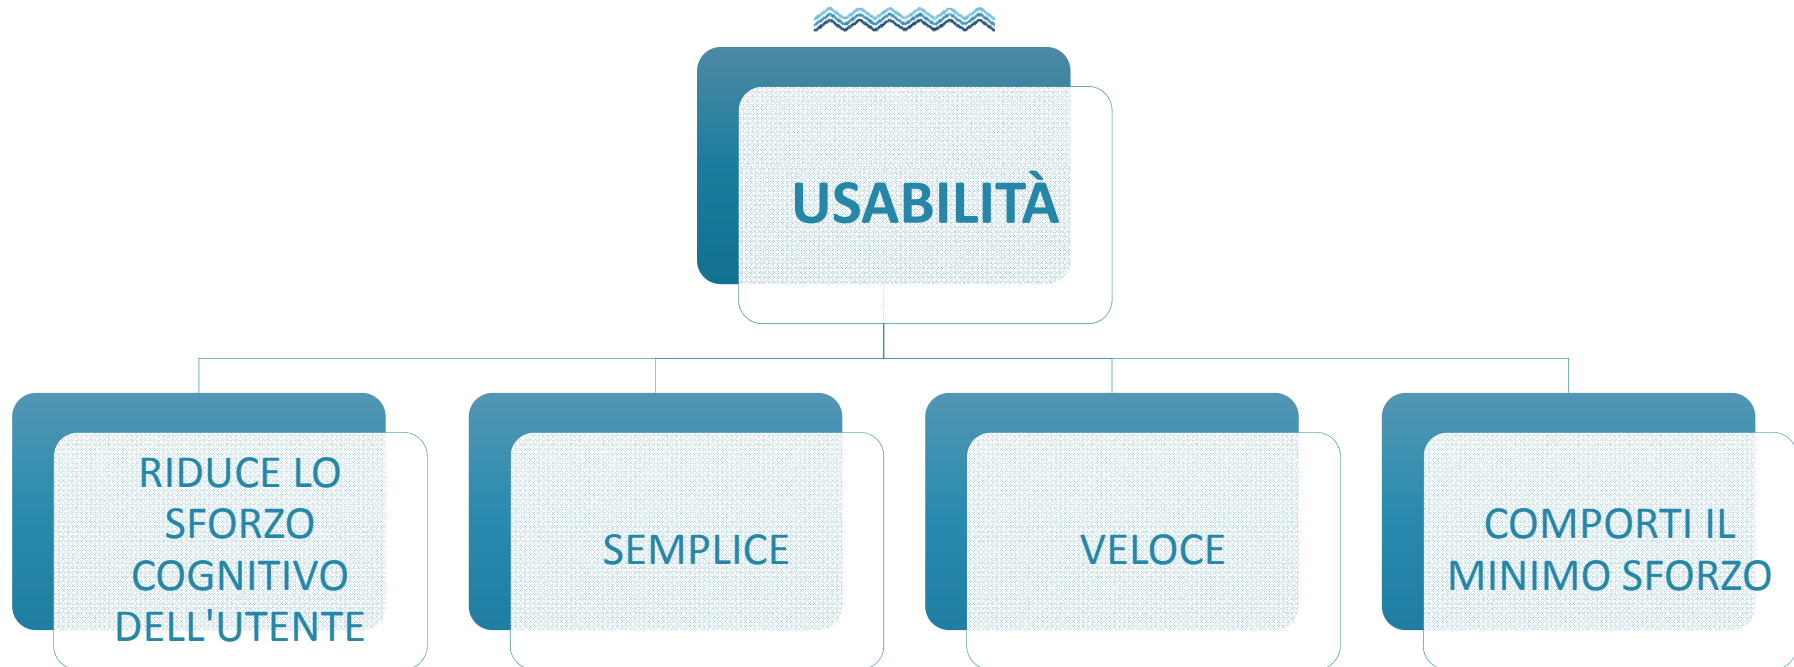 USABILITÀ
RIDUCE LO
SFORZO
COGNITIVO
DELL'UTENTE
SEMPLICE
VELOCE
COMPORTI IL
MINIMO SFORZO